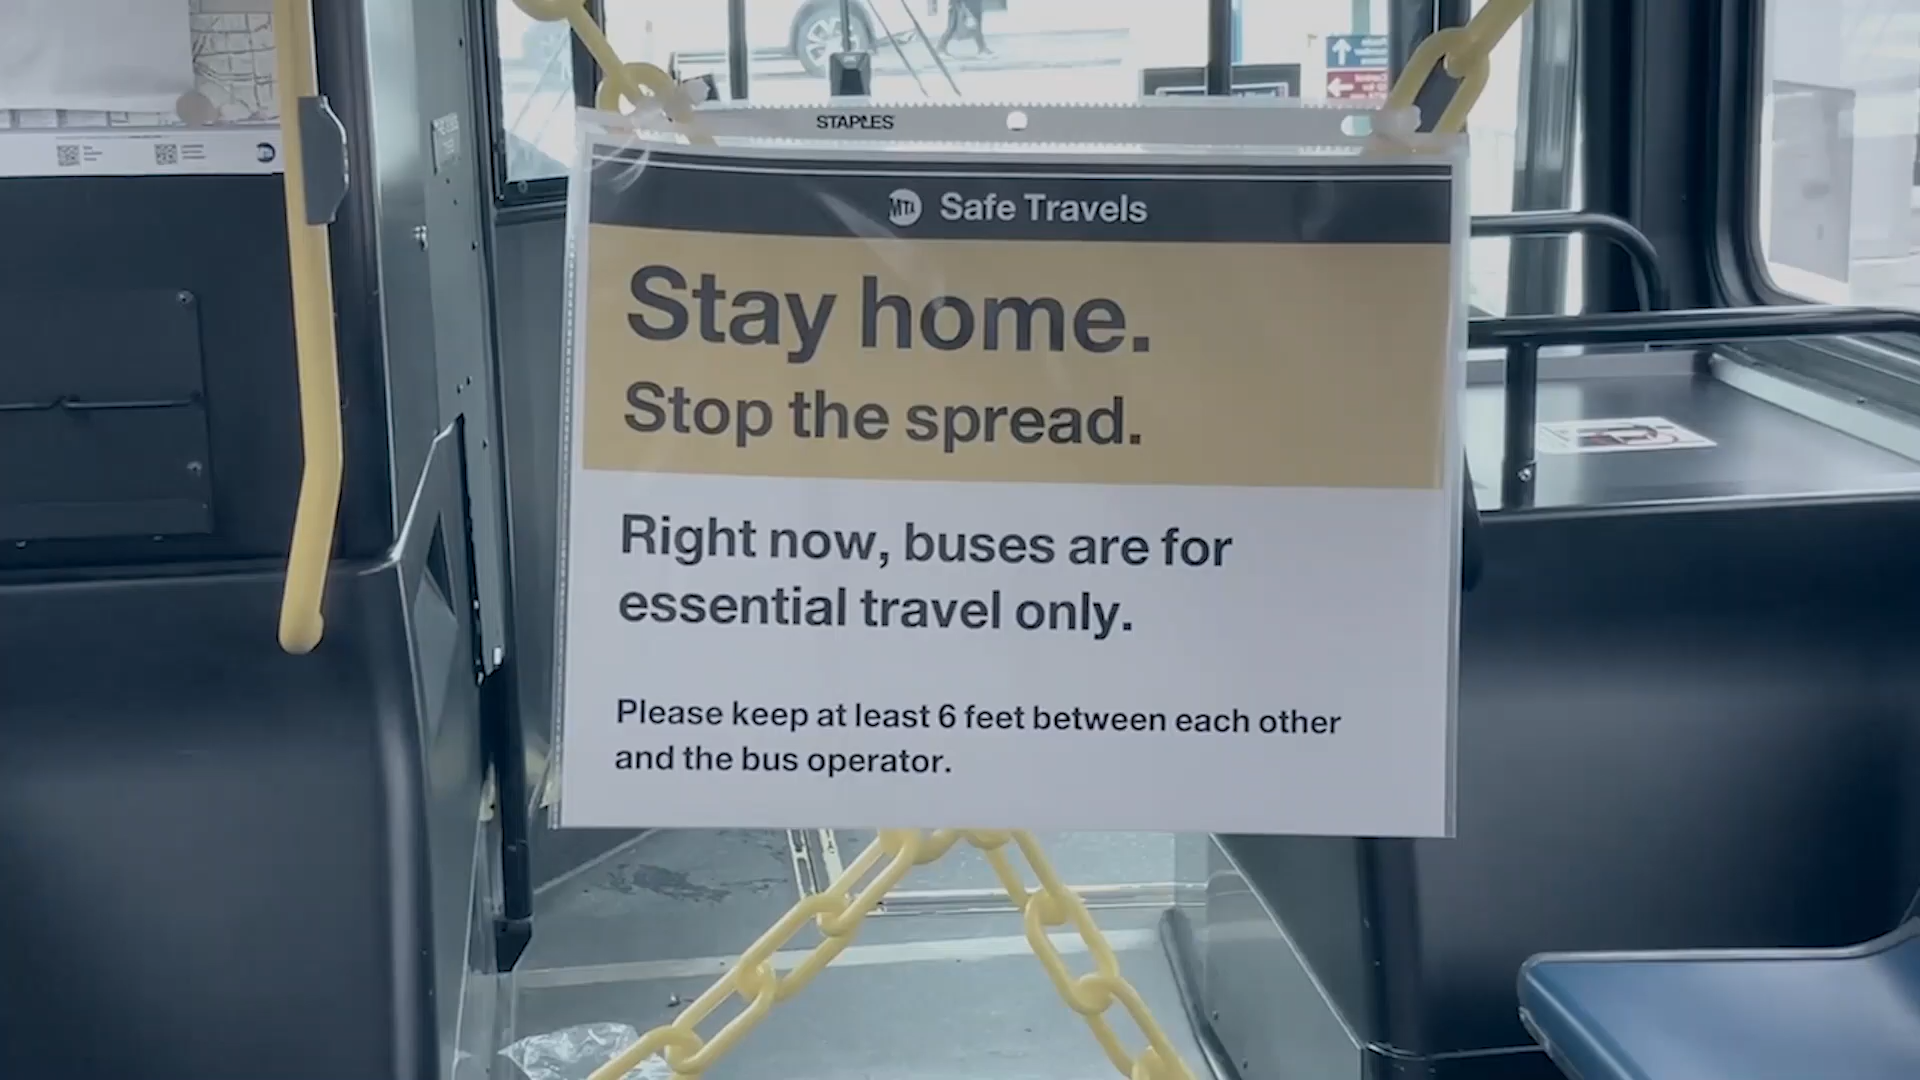 STAPLES
MTA Safe Travels
Stay home.
Stop the spread.
Right now, buses are for
essential travel only.
Please keep at least 6 feet between each other
and the bus operator.